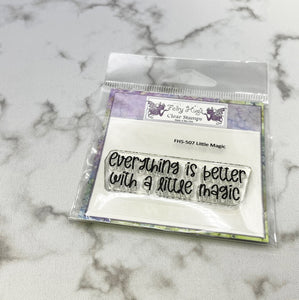 Fairy Hugs
Clear Stamps
FHS-507 Little Magic
everything is better
with a little magic